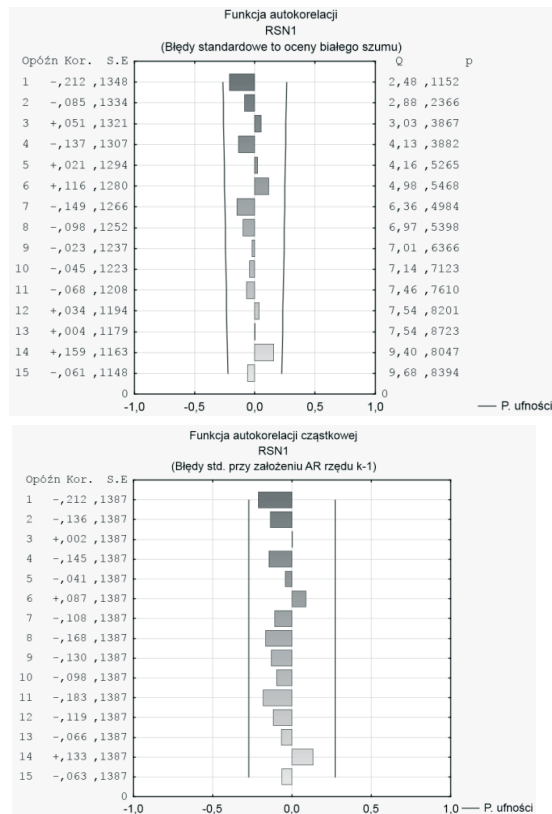 Funkcja autokorelacji
RSN1
(Błędy standardowe to oceny białego szumu)
Opóźn Kor. S.E Q p
1 -,212 ,1348 2,48 ,1152
2 -,085 ,1334 2,88 ,2366
3 +,051 ,1321 3,03 ,3867
4 -,137 ,1307 4,13 ,3882
5 +,021 ,1294 4,16 ,5265
6 +,116 ,1280 4,98 ,5468
7 -,149 ,1266 6,36 ,4984
8 -,098 ,1252 6,97 ,5398
9 -,023 ,1237 7,01 ,6366
10 -,045 ,1223 7,14 ,7123
11 -,068 ,1208 7,46 ,7610
12 +,034 ,1194 7,54 ,8201
13 +,004 ,1179 7,54 ,8723
14 +,159 ,1163 9,40 ,8047
15 -,061 ,1148 9,68 ,8394
0 0
-1,0 -0,5 0,0 0,5 1,0 P. ufności
Funkcja autokorelacji cząstkowej
RSN1
(Błędy std. przy założeniu AR rzędu k-1)
Opóźn Kor. S.E
1 -,212 ,1387
2 -,136 ,1387
3 +,002 ,1387
4 -,145 ,1387
5 -,041 ,1387
6 +,087 ,1387
7 -,108 ,1387
8 -,168 ,1387
9 -,130 ,1387
10 -,098 ,1387
11 -,183 ,1387
12 -,119 ,1387
13 -,066 ,1387
14 +,133 ,1387
15 -,063 ,1387
0
-1,0 -0,5 0,0 0,5 1,0 P. ufności